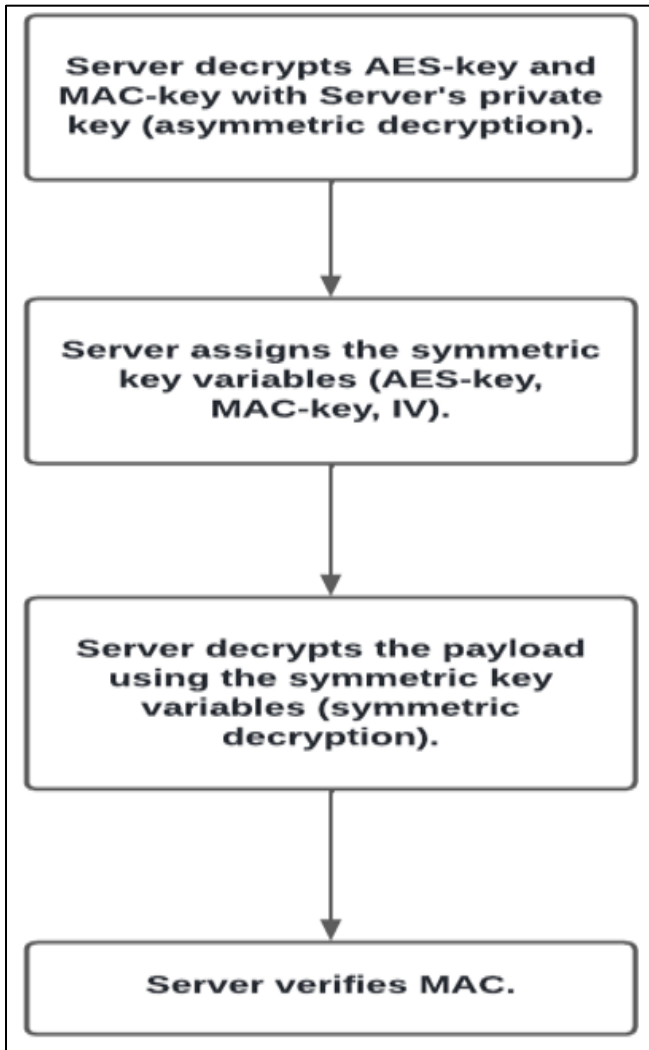 Server decrypts AES-key and
MAC-key with Server's private
key (asymmetric decryption).
Server assigns the symmetric
key variables (AES-key,
MAC-key, IV).
Server decrypts the payload
using the symmetric key
variables (symmetric
decryption).
Server verifies MAC.